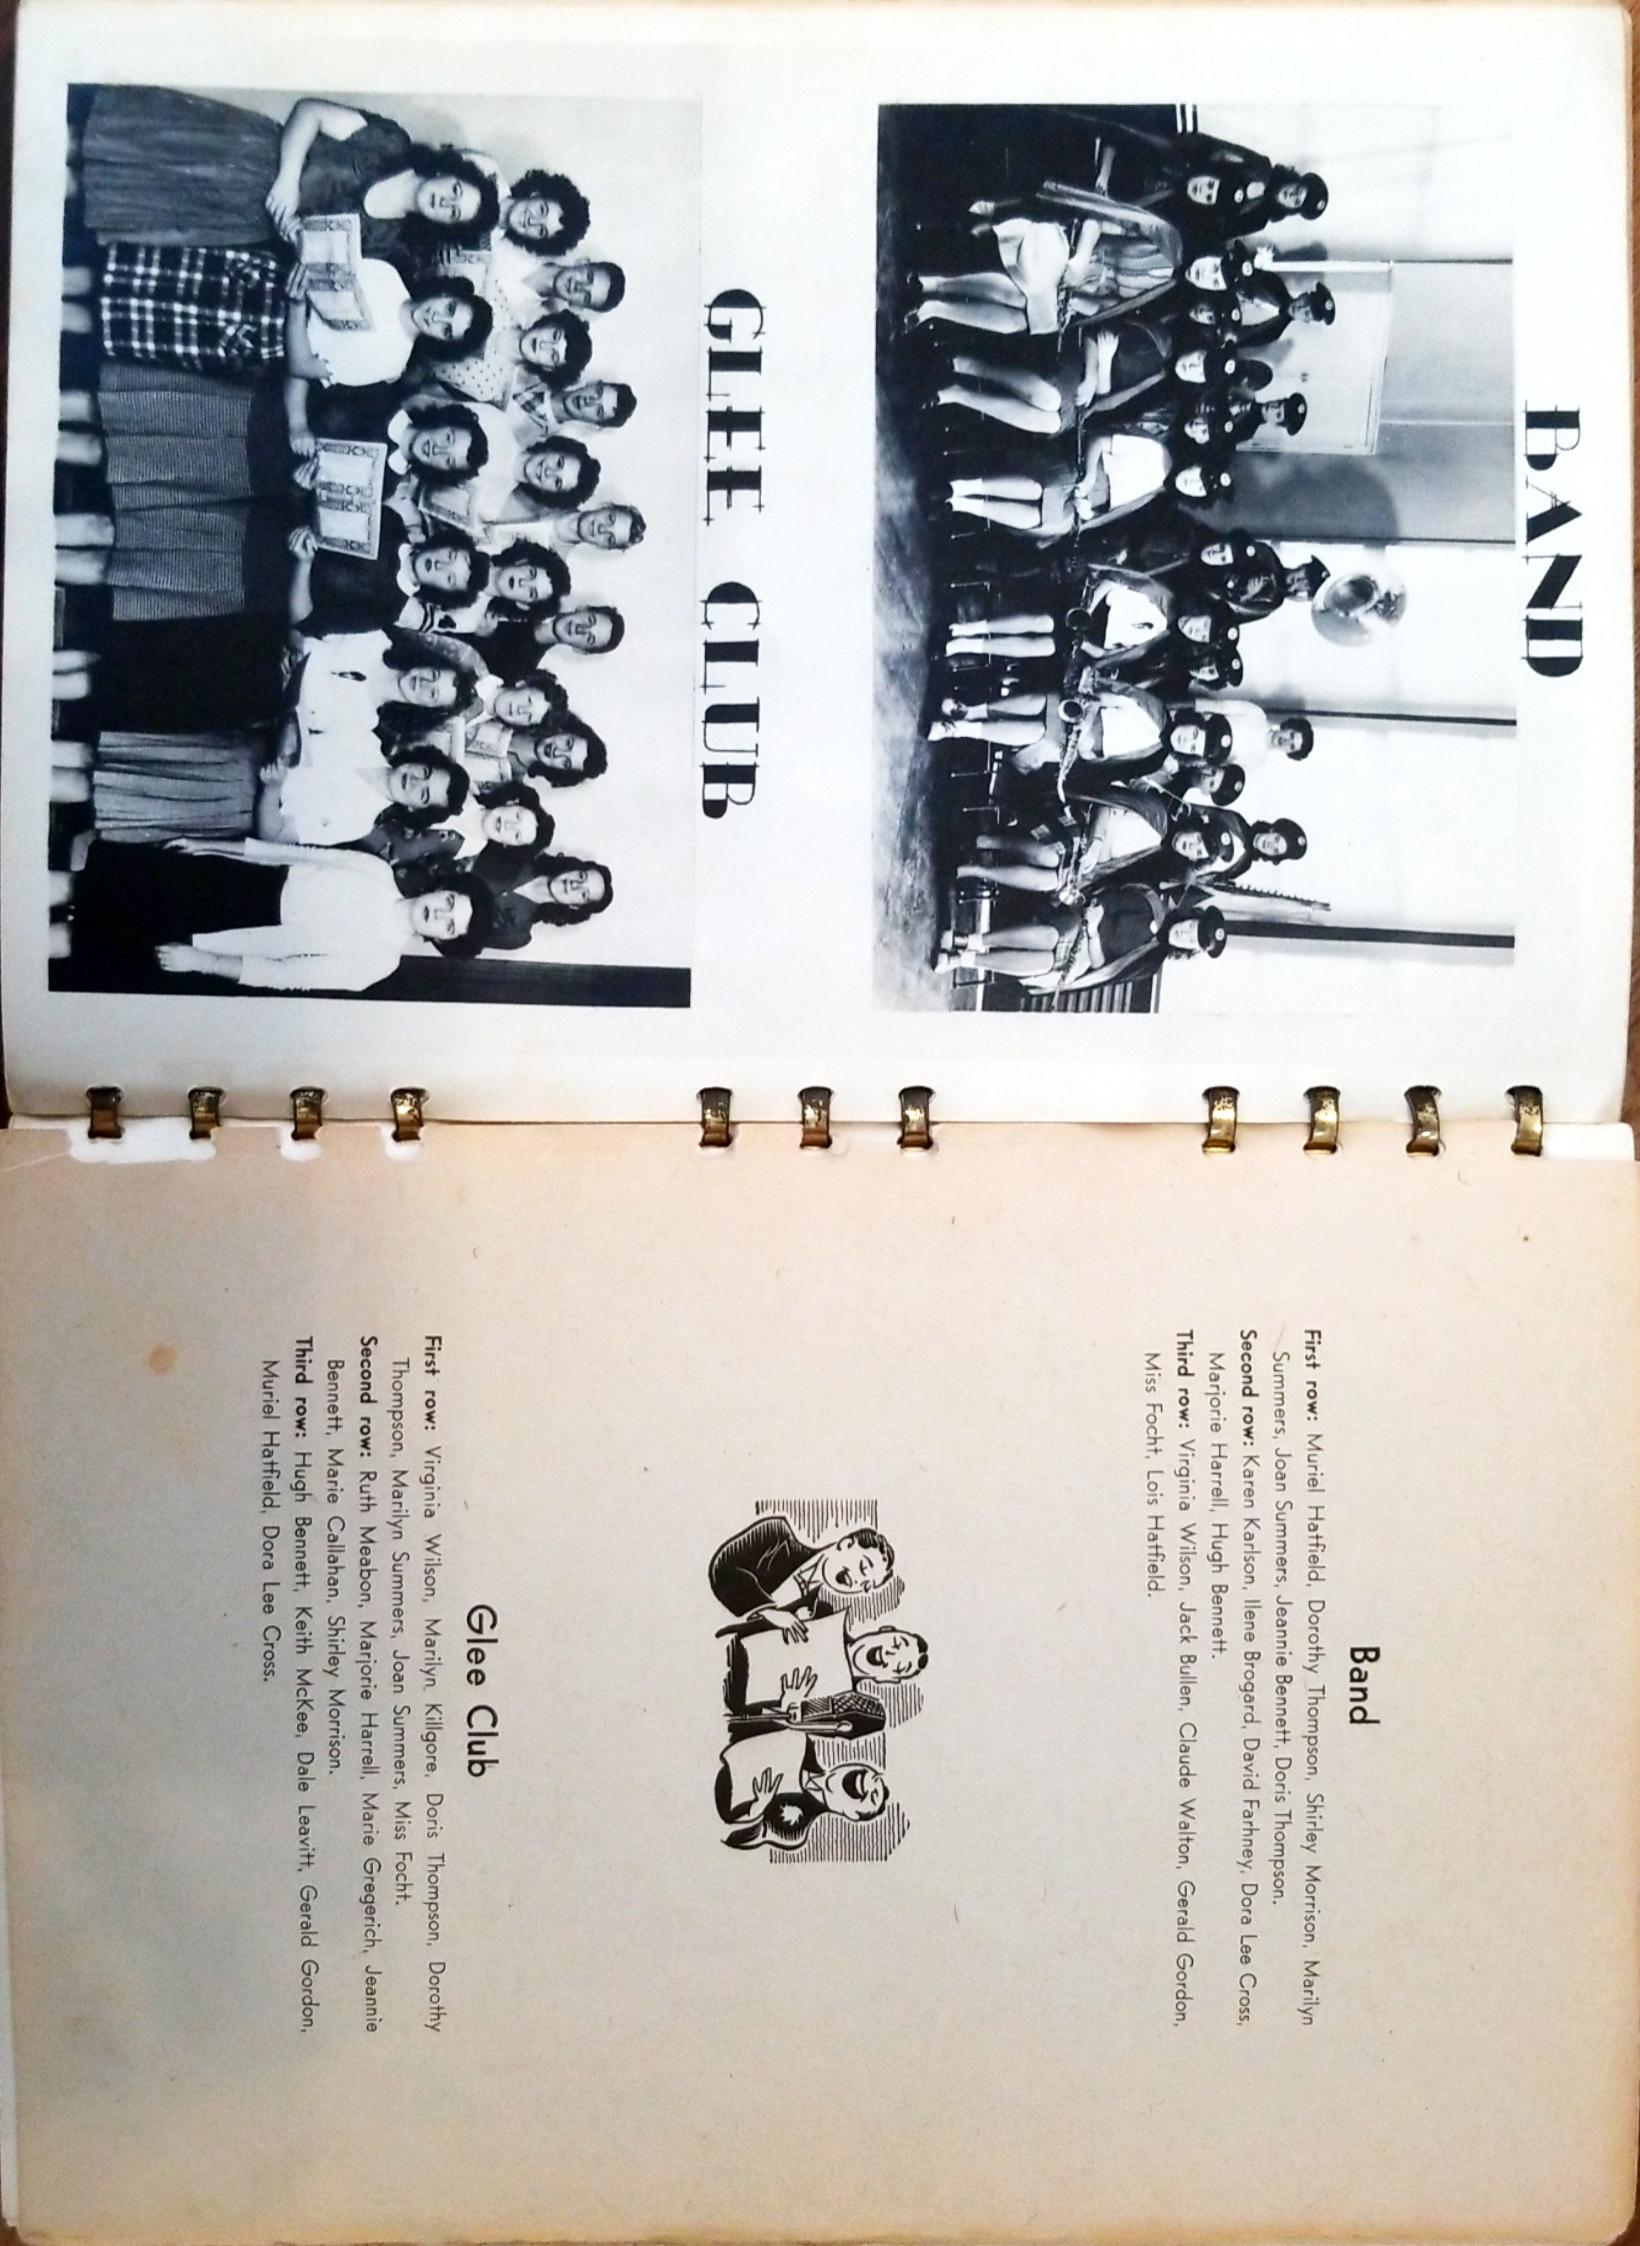 BAND
GLEE CLUB
Band
First row: Muriel Hatfield, Dorothy Thompson, Shirley Morrison, Marilyn
Summers, Joan Summers, Jeannie Bennett, Doris Thompson.
Second row: Karen Karlson, Ilene Brogard, David Farhney, Dora Lee Cross,
Marjorie Harrell, Hugh Bennett.
Third row: Virginia Wilson, Jack Bullen, Claude Walton, Gerald Gordon,
Miss Focht, Lois Hatfield.
Glee Club
First row: Virginia Wilson, Marilyn Killgore, Doris Thompson, Dorothy
Thompson, Marilyn Summers, Joan Summers, Miss Focht.
Second row: Ruth Meabon, Marjorie Harrell, Marie Gregerich, Jeannie
Bennett, Marie Callahan, Shirley Morrison.
Third row: Hugh Bennett, Keith McKee, Dale Leavitt, Gerald Gordon,
Muriel Hatfield, Dora Lee Cross.